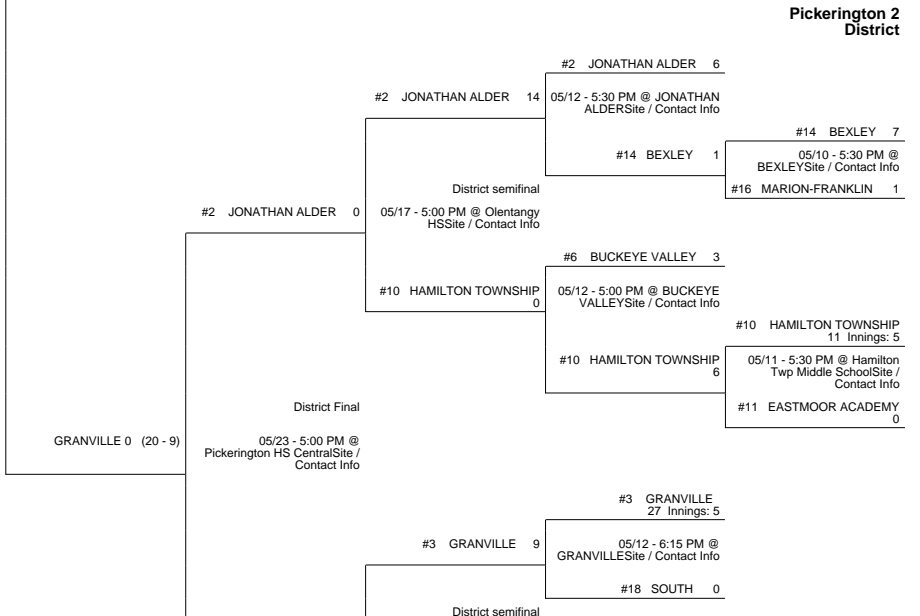 Pickerington 2
District
#2 JONATHAN ALDER 6
#2 JONATHAN ALDER 14
05/12 - 5:30 PM @ JONATHAN
ALDERSite / Contact Info
#14 BEXLEY 7
#14 BEXLEY 1
05/10 - 5:30 PM @
BEXLEYSite / Contact Info
#16 MARION-FRANKLIN 1
District semifinal
#2 JONATHAN ALDER 0
05/17 - 5:00 PM @ Olentangy
HSSite / Contact Info
#6 BUCKEYE VALLEY 3
#10 HAMILTON TOWNSHIP
0
05/12 - 5:00 PM @ BUCKEYE
VALLEYSite / Contact Info
#10 HAMILTON TOWNSHIP
11 Innings: 5
#10 HAMILTON TOWNSHIP
6
05/11 - 5:30 PM @ Hamilton
Twp Middle SchoolSite /
Contact Info
#11 EASTMOOR ACADEMY
0
District Final
GRANVILLE 0 (20 - 9)
05/23 - 5:00 PM @
Pickerington HS CentralSite /
Contact Info
#3 GRANVILLE
27 Innings: 5
#3 GRANVILLE 9
05/12 - 6:15 PM @
GRANVILLESite / Contact Info
#18 SOUTH 0
District semifinal